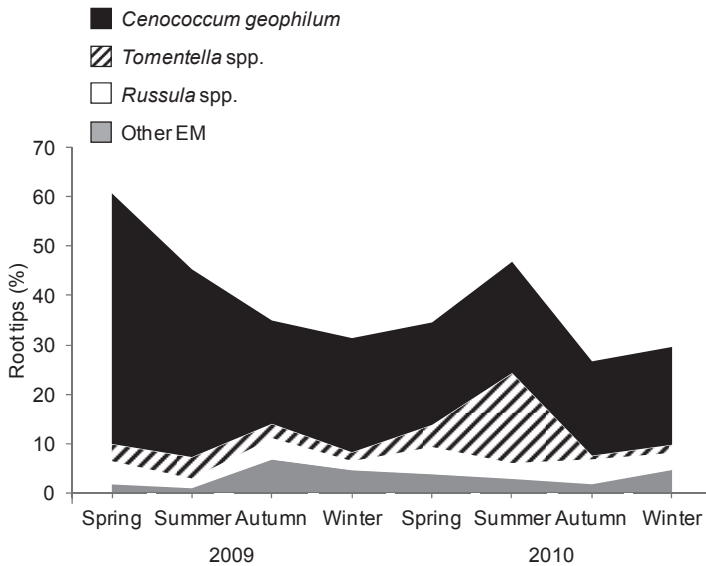 Cenococcum geophilum
Tomentella spp.
Russula spp.
Other EM
70
60
50
40
30
20
10
0
Root tips (%)
Spring Summer Autumn Winter Spring Summer Autumn Winter
2009 2010